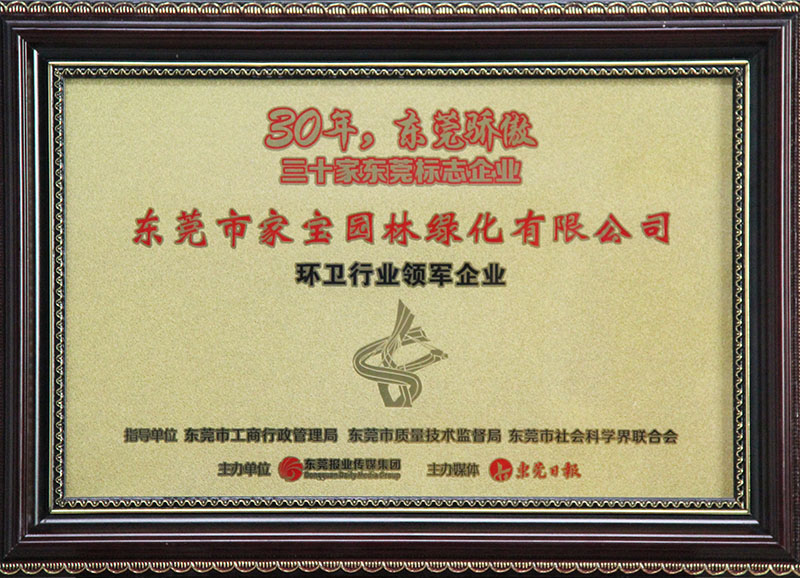 30年，东莞骄傲
三十家东莞标志企业
东莞市家宝园林绿化有限公司
环卫行业领军企业
指导单位 东莞市工商行政管理局 东莞市质量技术监督局 东莞市社会科学界联合会
主办单位 东莞报业传媒集团 主办媒体 东莞日报
Dongguan Daily Media Group